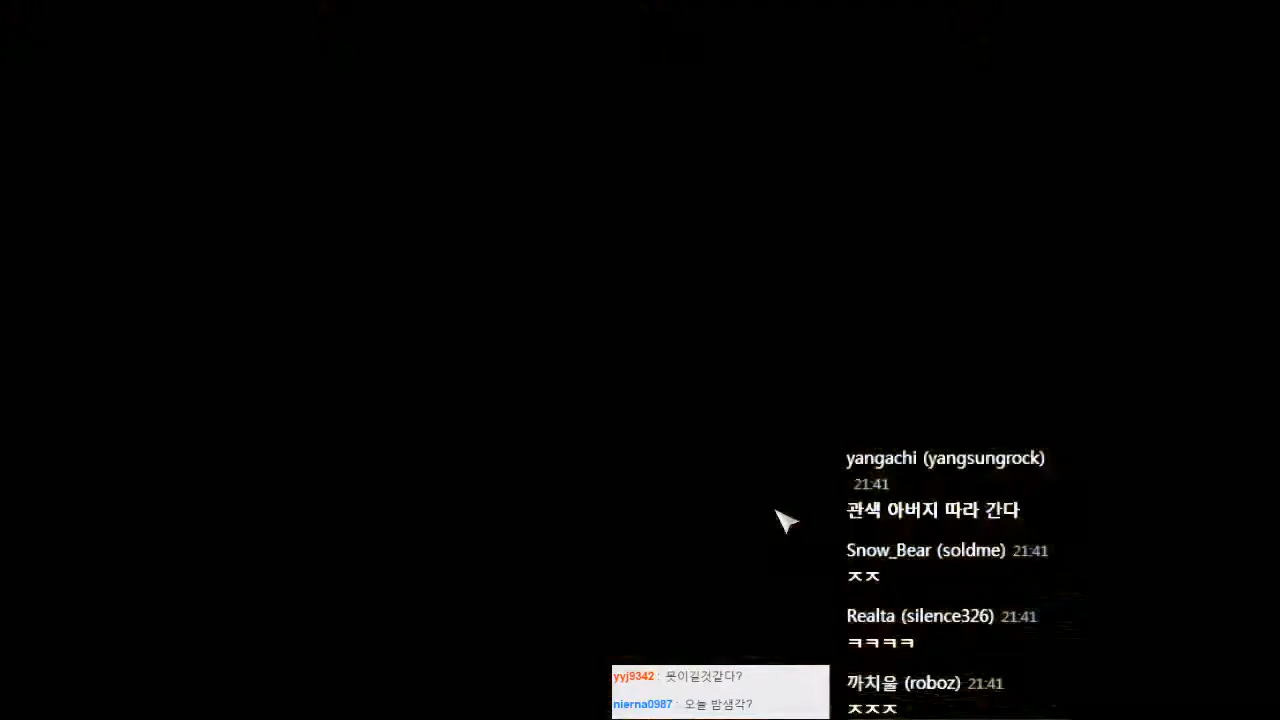 yangachi (yangsungrock)
21:41
관색 아버지 따라 간다
Snow_Bear (soldme) 21:41
ㅈㅈ
Realta (silence326) 21:41
ㅋㅋㅋㅋ
까치울 (roboz) 21:41
ㅈㅈㅈ
yyj9342 : 못이길것같다?
nierna0987 : 오늘 밤생각?